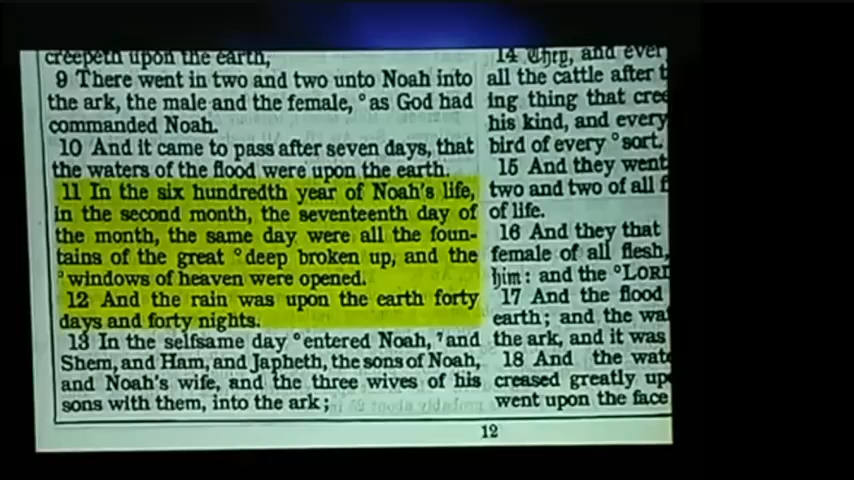 creepeth upon the earth,
9 There went in two and two unto Noah into
the ark, the male and the female, °as God had
commanded Noah.
10 And it came to pass after seven days, that
the waters of the flood were upon the earth.
11 In the six hundredth year of Noah's life,
in the second month, the seventeenth day of
the month, the same day were all the foun-
tains of the great °deep broken up, and the
°windows of heaven were opened.
12 And the rain was upon the earth forty
days and forty nights.
13 In the selfsame day °entered Noah, 7and
Shem, and Ham, and Japheth, the sons of Noah,
and Noah's wife, and the three wives of his
sons with them, into the ark;
14 They, and ever
all the cattle after t
ing thing that cree
his kind, and every
bird of every °sort.
15 And they went
two and two of all f
of life.
16 And they that
female of all flesh,
him: and the °LORD
17 And the flood
earth; and the wa
the ark, and it was
18 And the wat
creased greatly up
went upon the face
12